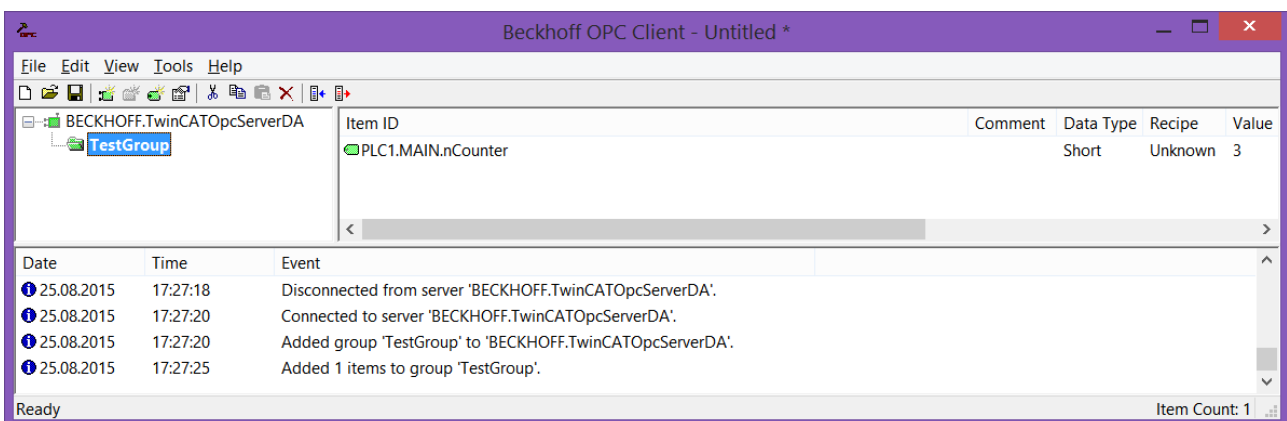 Beckhoff OPC Client - Untitled *
File Edit View Tools Help
BECKHOFF.TwinCATOpcServerDA
TestGroup
Item ID Comment Data Type Recipe Value
PLC1.MAIN.nCounter Short Unknown 3
Date Time Event
25.08.2015 17:27:18 Disconnected from server 'BECKHOFF.TwinCATOpcServerDA'.
25.08.2015 17:27:20 Connected to server 'BECKHOFF.TwinCATOpcServerDA'.
25.08.2015 17:27:20 Added group 'TestGroup' to 'BECKHOFF.TwinCATOpcServerDA'.
25.08.2015 17:27:25 Added 1 items to group 'TestGroup'.
Ready Item Count: 1